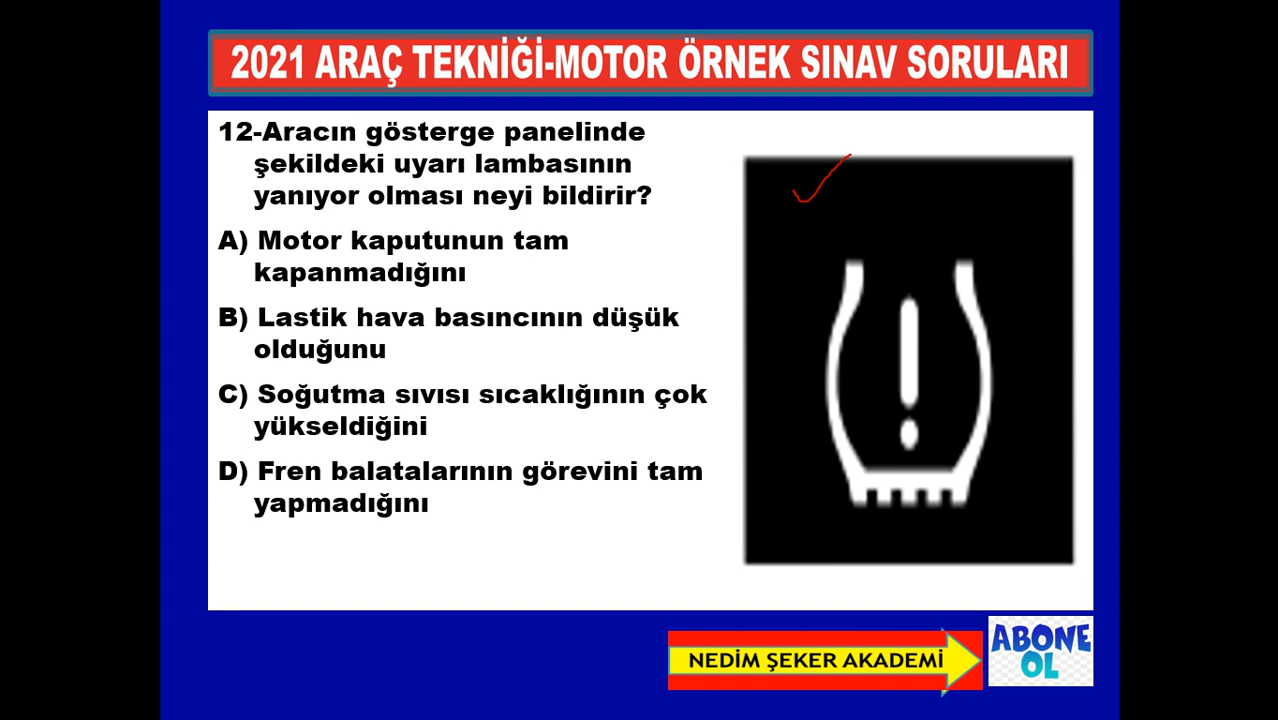 2021 ARAÇ TEKNİĞİ-MOTOR ÖRNEK SINAV SORULARI
12-Aracın gösterge panelinde
şekildeki uyarı lambasının
yanıyor olması neyi bildirir?
A) Motor kaputunun tam
kapanmadığını
B) Lastik hava basıncının düşük
olduğunu
C) Soğutma sıvısı sıcaklığının çok
yükseldiğini
D) Fren balatalarının görevini tam
yapmadığını
NEDİM ŞEKER AKADEMİ
ABONE
OL